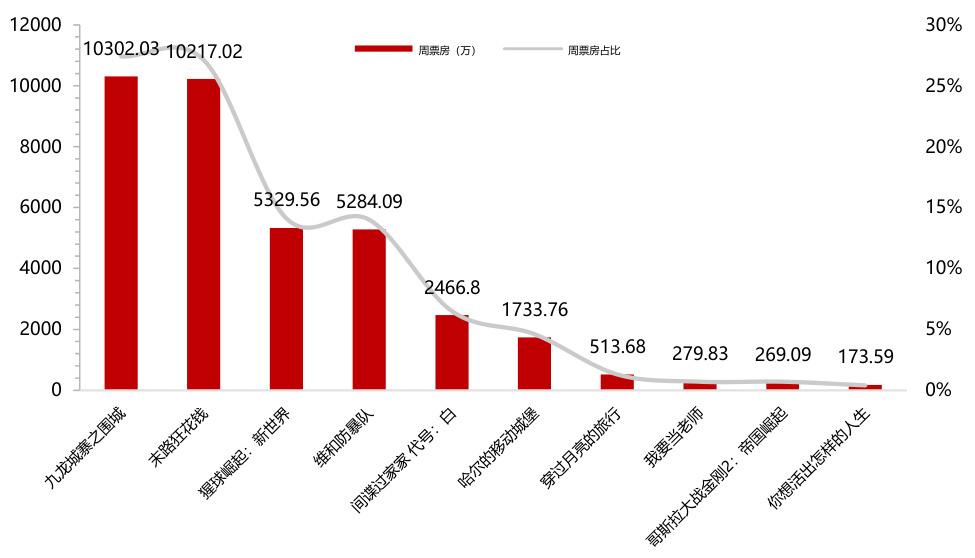 12000
10000
8000
6000
4000
2000
0
30%
25%
20%
15%
10%
5%
0%
周票房（万）
周票房占比
10302.03
10217.02
5329.56
5284.09
2466.8
1733.76
513.68
279.83
269.09
173.59
九龙城寨之围城
末路狂花钱
猩球崛起：新世界
维和防暴队
间谍过家家 代号：白
哈尔的移动城堡
穿过月亮的旅行
我要当老师
哥斯拉大战金刚2：帝国崛起
你想活出怎样的人生